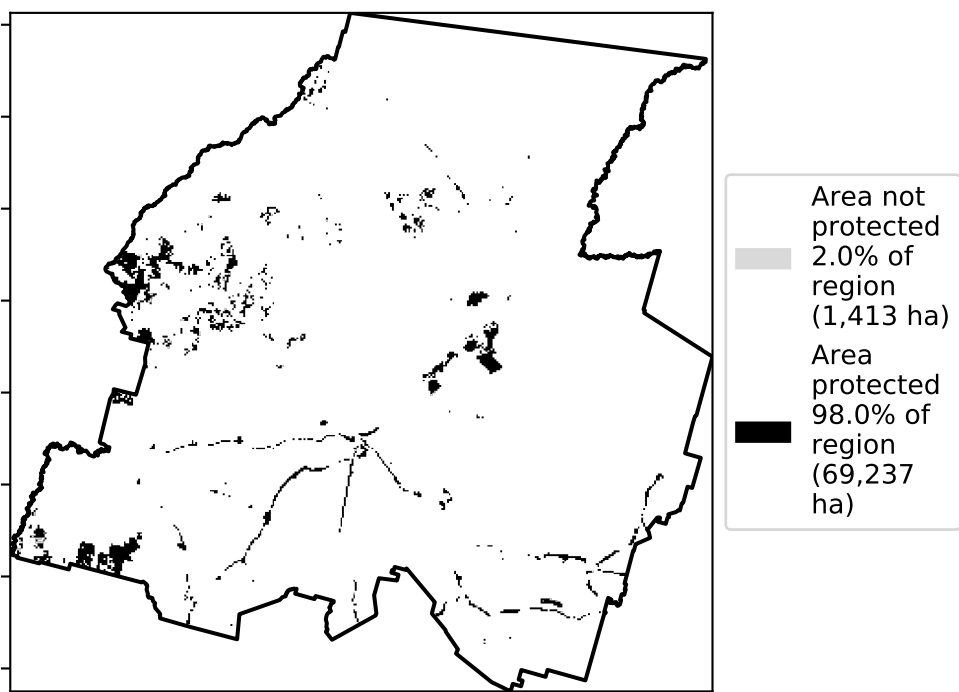 Area not
protected
2.0% of
region
(1,413 ha)
Area
protected
98.0% of
region
(69,237
ha)